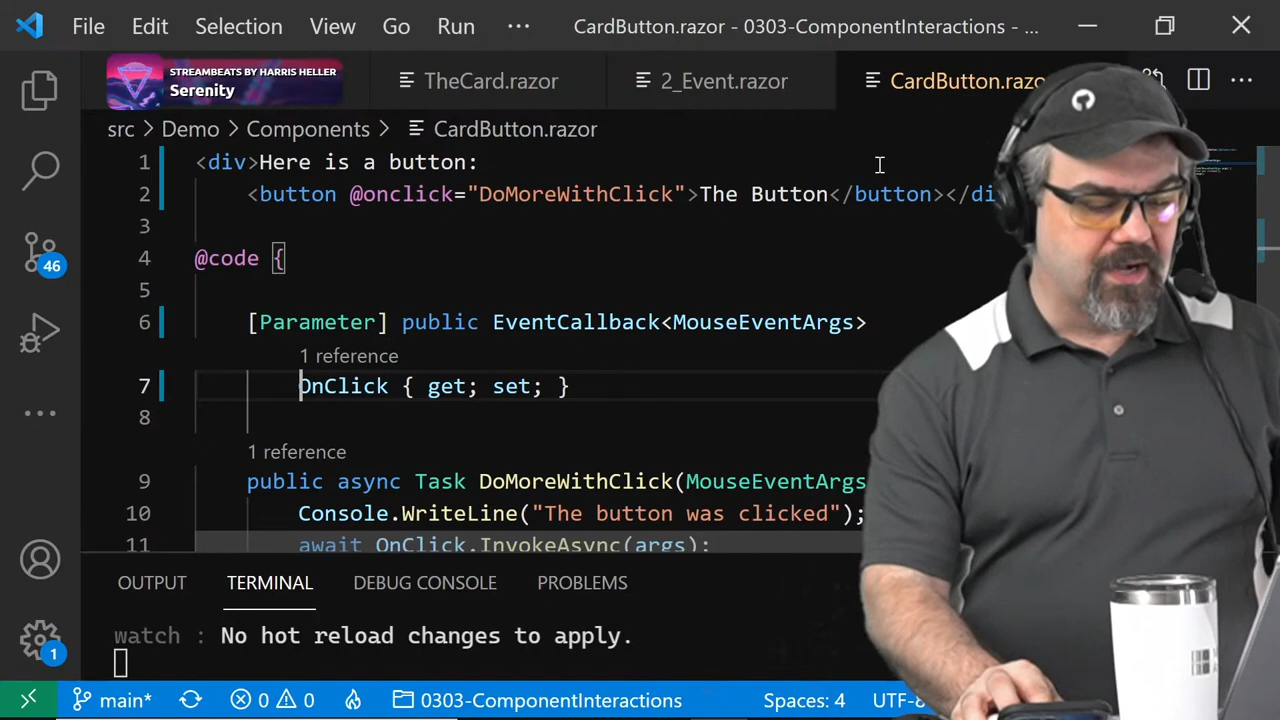 File Edit Selection View Go Run ··· CardButton.razor - 0303-ComponentInteractions - ...
STREAMBEATS BY HARRIS HELLER
Serenity
TheCard.razor
2_Event.razor
src > Demo > Components > CardButton.razor
1 <div>Here is a button:
2 <button @onclick="DoMoreWithClick">The Button</button></di
3
4 @code {
5
6 [Parameter] public EventCallback<MouseEventArgs>
1 reference
7 OnClick { get; set; }
8
1 reference
9 public async Task DoMoreWithClick(MouseEventArgs
10 Console.WriteLine("The button was clicked");
11 await OnClick.InvokeAsync(args);
46
1
OUTPUT TERMINAL DEBUG CONSOLE PROBLEMS
watch : No hot reload changes to apply.
main* 0 0 0303-ComponentInteractions Spaces: 4 UTF-8